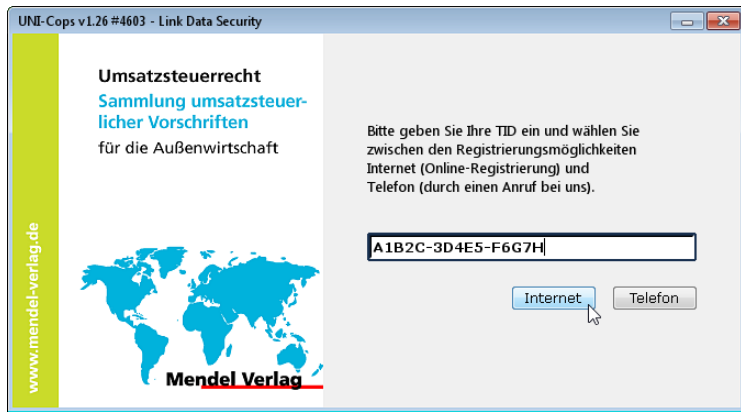 UNI-Cops v1.26 #4603 - Link Data Security
Umsatzsteuerrecht
Sammlung umsatzsteuer-
licher Vorschriften
für die Außenwirtschaft
www.mendel-verlag.de
Mendel Verlag
Bitte geben Sie Ihre TID ein und wählen Sie
zwischen den Registrierungsmöglichkeiten
Internet (Online-Registrierung) und
Telefon (durch einen Anruf bei uns).
A1B2C-3D4E5-F6G7H
Internet
Telefon